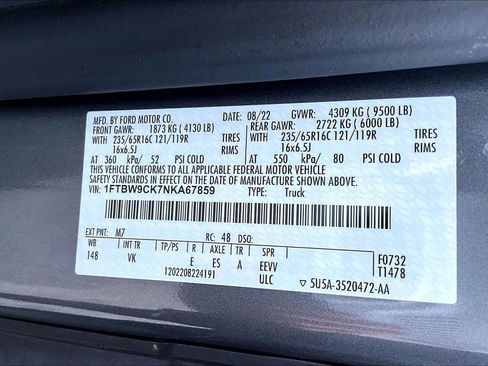 MFD. BY FORD MOTOR CO. 08/22 GVWR: 4309 KG ( 9500 LB)
FRONT GAWR: 1873 KG ( 4130 LB) REAR GAWR: 2722 KG ( 6000 LB)
WITH 235/65R16C 121/119R TIRES WITH 235/65R16C 121/119R TIRES
16x6.5J RIMS 16x6.5J RIMS
AT 360 kPa/ 52 PSI COLD AT 550 kPa/ 80 PSI COLD
THIS VEHICLE CONFORMS TO ALL APPLICABLE FEDERAL MOTOR VEHICLE
SAFETY STANDARDS IN EFFECT ON THE DATE OF MANUFACTURE SHOWN ABOVE.
VIN: 1FTBW9CK7NKA67859 TYPE: Truck
EXT PNT: M7 RC: 48 DSO:
WB INT TR TP/PS R AXLE TR SPR F0732
148 VK E ES A EEVV T1478
ULC
1202208224191 ▽ 5U5A-3520472-AA